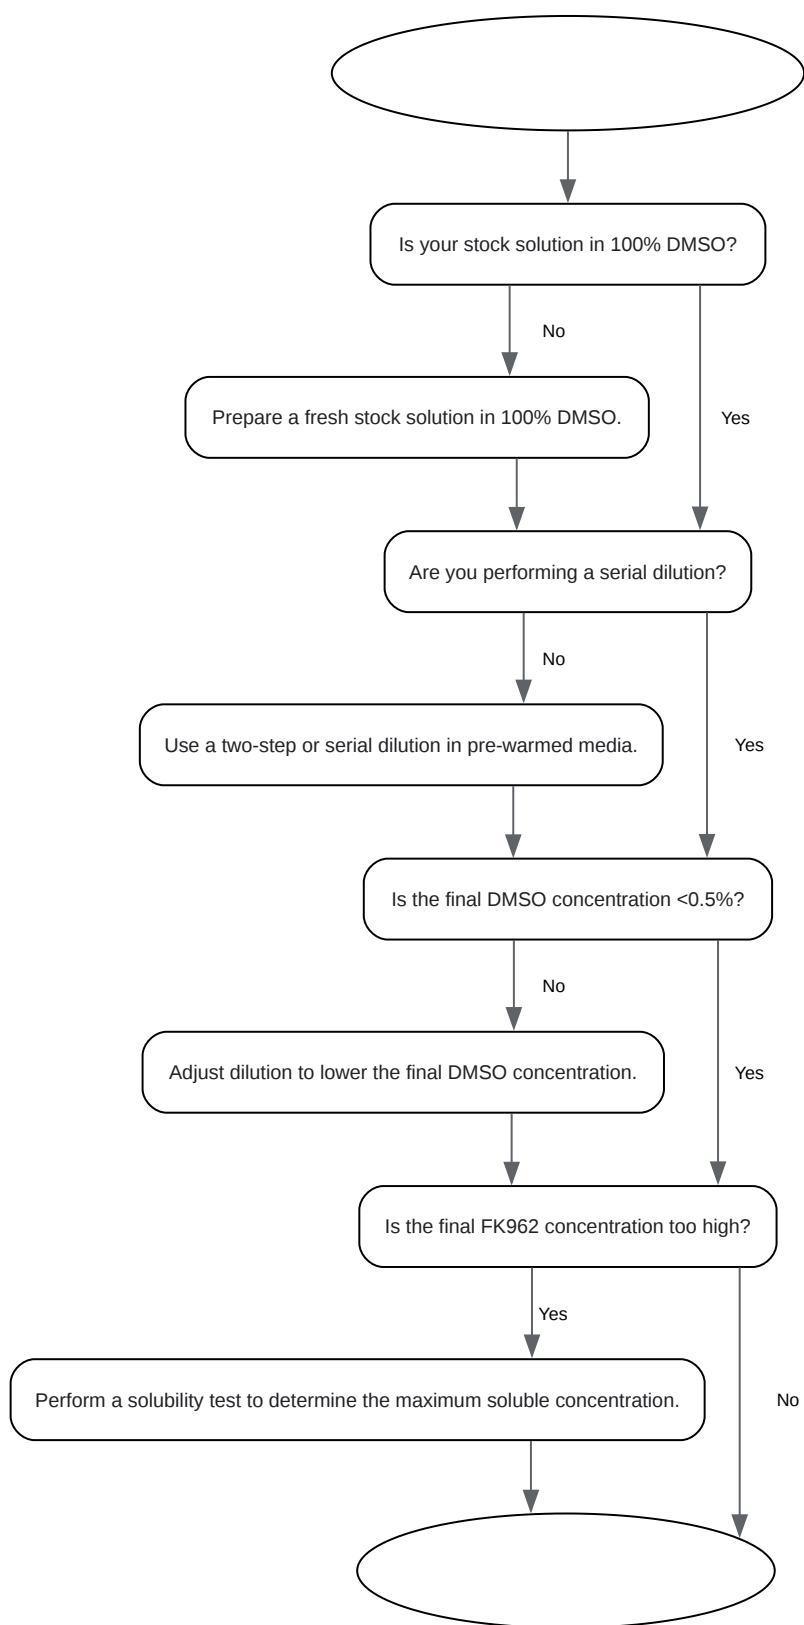 Is your stock solution in 100% DMSO?
No
Prepare a fresh stock solution in 100% DMSO.
Yes
Are you performing a serial dilution?
No
Use a two-step or serial dilution in pre-warmed media.
Yes
Is the final DMSO concentration <0.5%?
No
Adjust dilution to lower the final DMSO concentration.
Yes
Is the final FK962 concentration too high?
Yes
Perform a solubility test to determine the maximum soluble concentration.
No